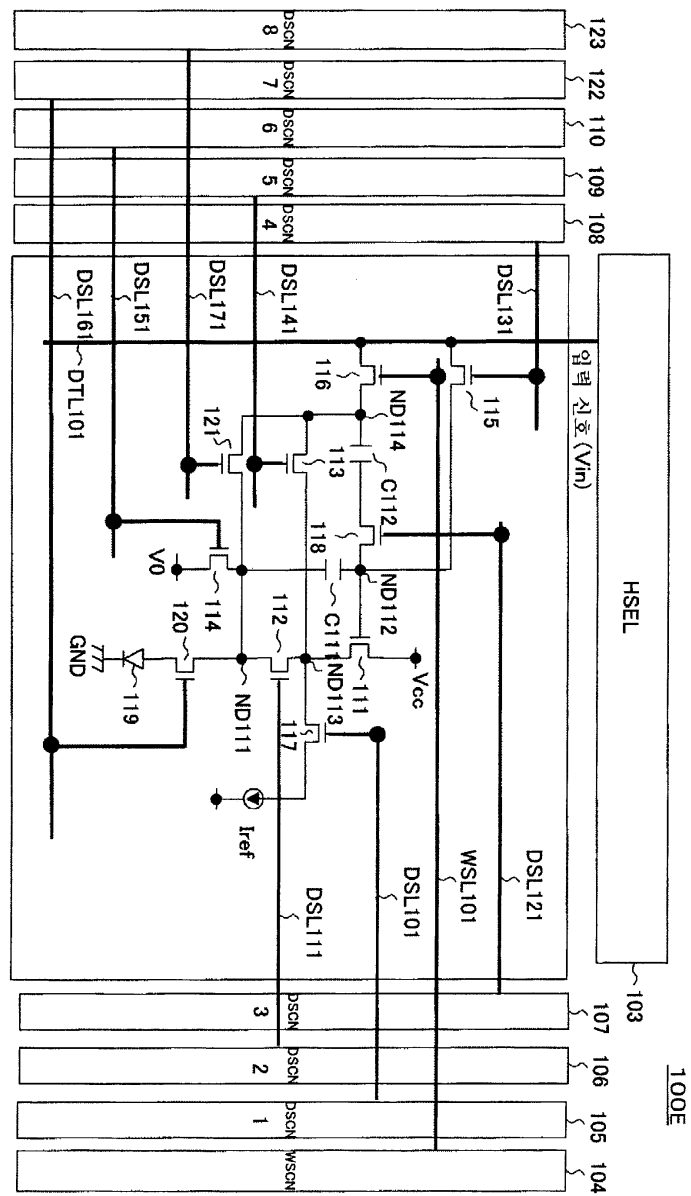 100E
103
HSEL
123
122
110
109
108
107
106
105
104
DSCN 8
DSCN 7
DSCN 6
DSCN 5
DSCN 4
DSCN 3
DSCN 2
DSCN 1
WSCN
입력 신호 (Vin)
DSL131
DSL141
DSL171
DSL151
DSL161
DTL101
DSL121
WSL101
DSL101
DSL111
115
116
ND114
C112
118
ND112
111
Vcc
113
121
C111
ND113
117
Iref
112
114
V0
ND111
120
119
GND